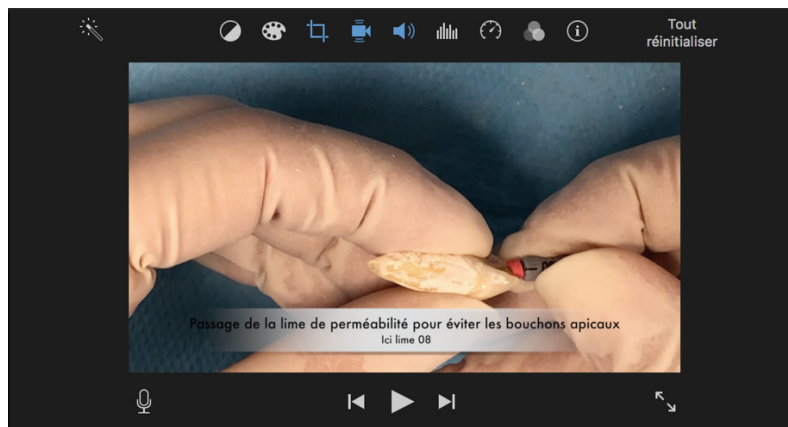 Tout
réinitialiser
Passage de la lime de perméabilité pour éviter les bouchons apicaux
Ici lime 08